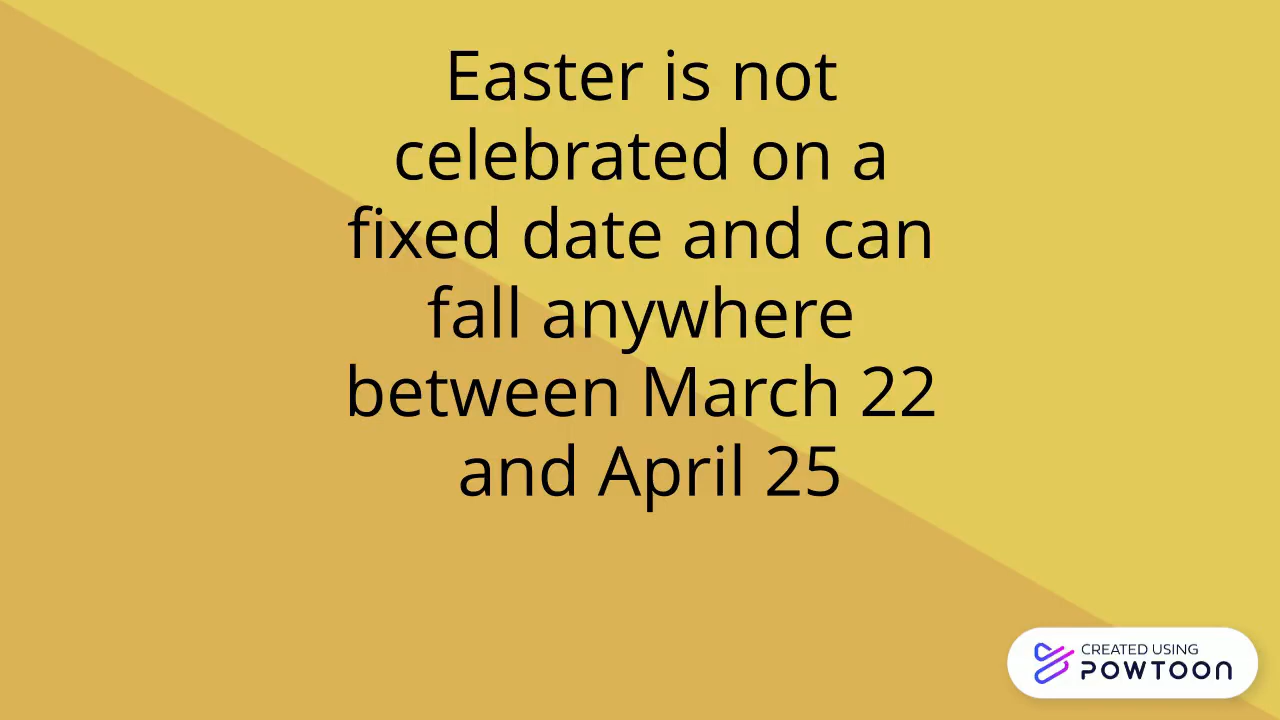 Easter is not
celebrated on a
fixed date and can
fall anywhere
between March 22
and April 25
CREATED USING
POWTOON